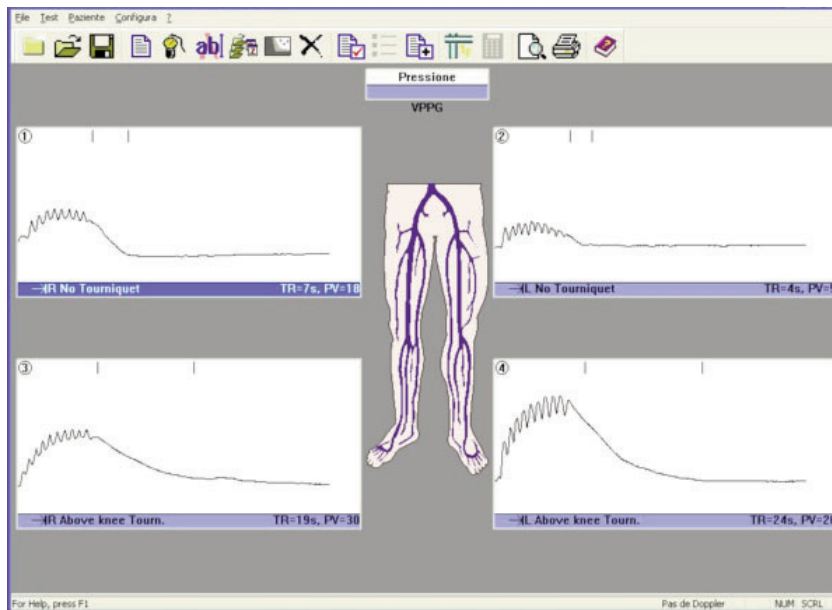 File Test Paziente Configura ?
abI
Pressione
VPPG
1
R No Tourniquet TR=7s, PV=18
2
L No Tourniquet TR=4s, PV=
3
R Above knee Tourn. TR=19s, PV=30
4
L Above knee Tourn. TR=24s, PV=20
For Help, press F1 Pas de Doppler NUM SCRL